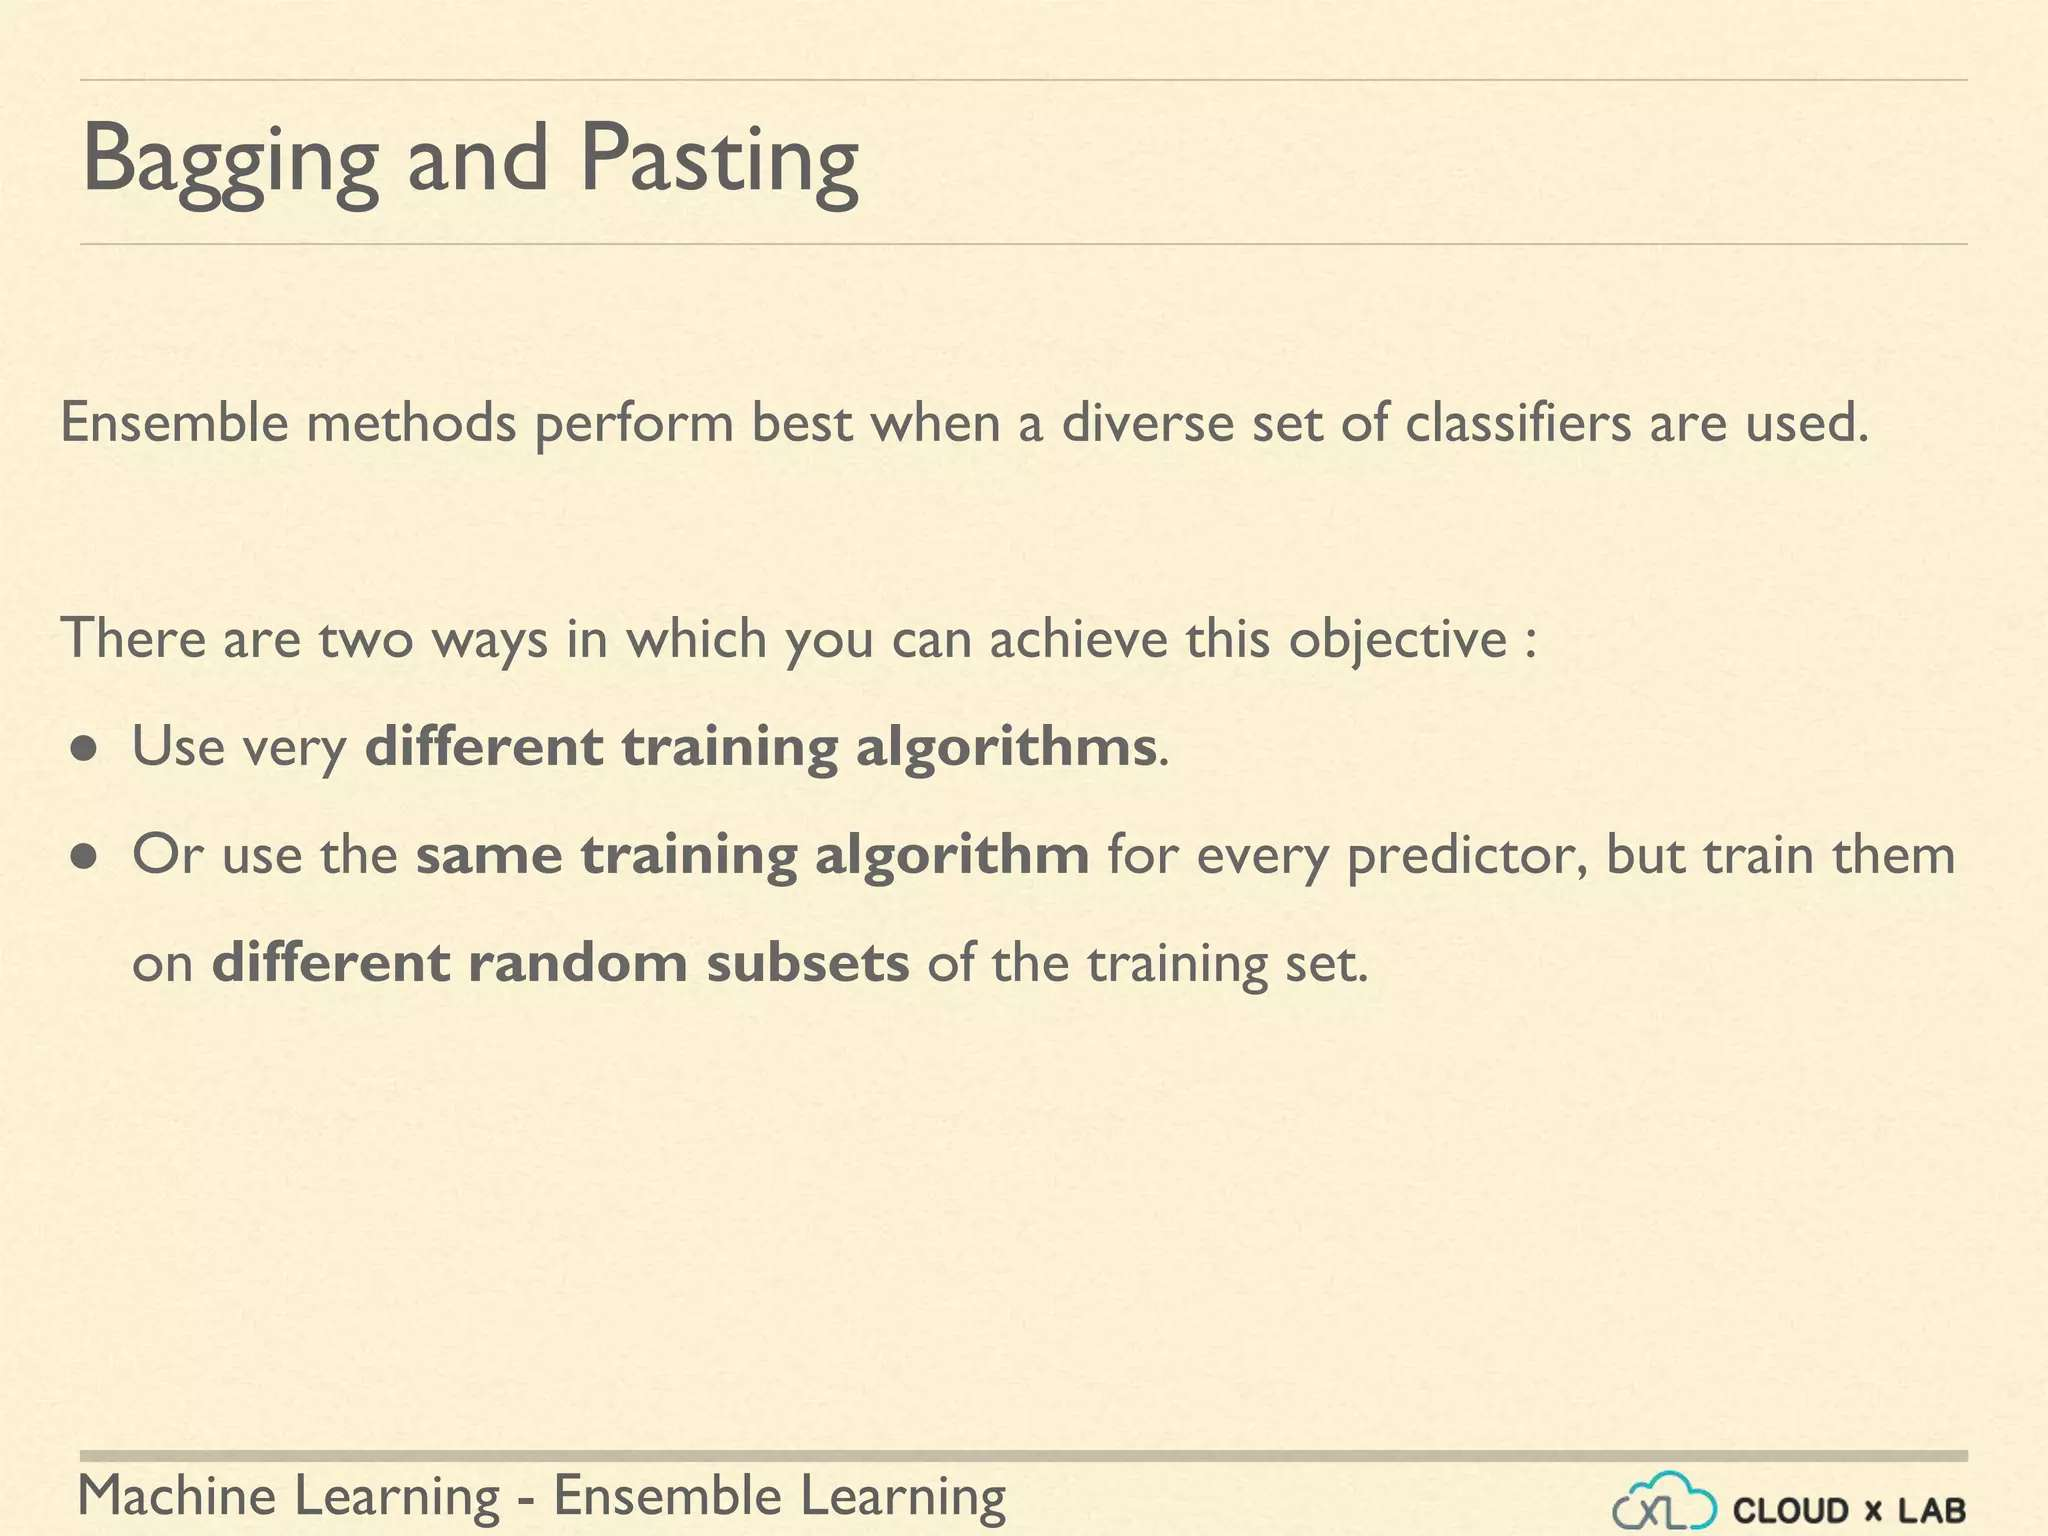 Bagging and Pasting
Ensemble methods perform best when a diverse set of classifiers are used.
There are two ways in which you can achieve this objective :
● Use very different training algorithms.
● Or use the same training algorithm for every predictor, but train them
on different random subsets of the training set.
Machine Learning - Ensemble Learning
CXL CLOUD x LAB